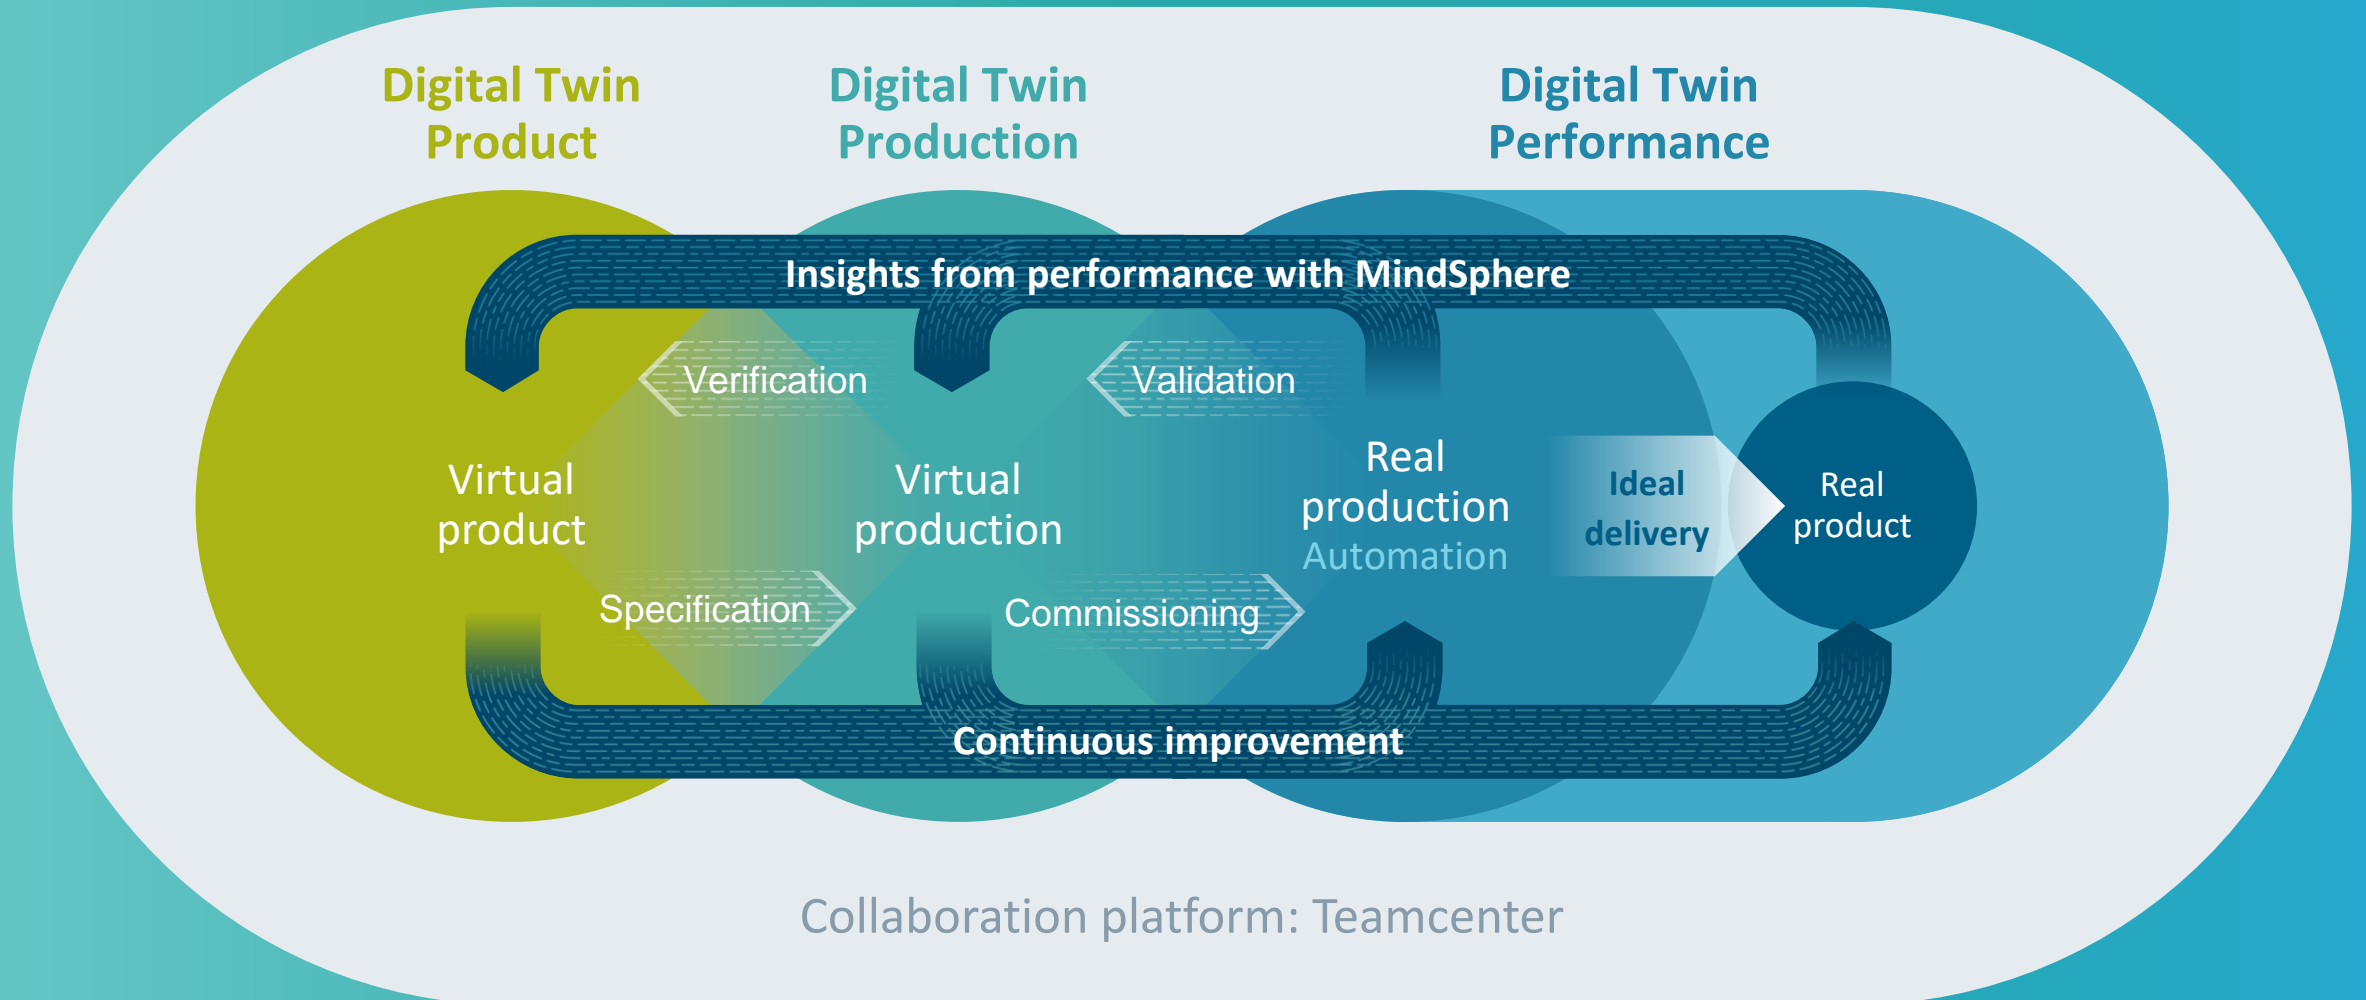 Digital Twin
Product
Digital Twin
Production
Digital Twin
Performance
Insights from performance with MindSphere
Verification
Validation
Virtual
product
Virtual
production
Real
production
Automation
Ideal
delivery
Real
product
Specification
Commissioning
Continuous improvement
Collaboration platform: Teamcenter